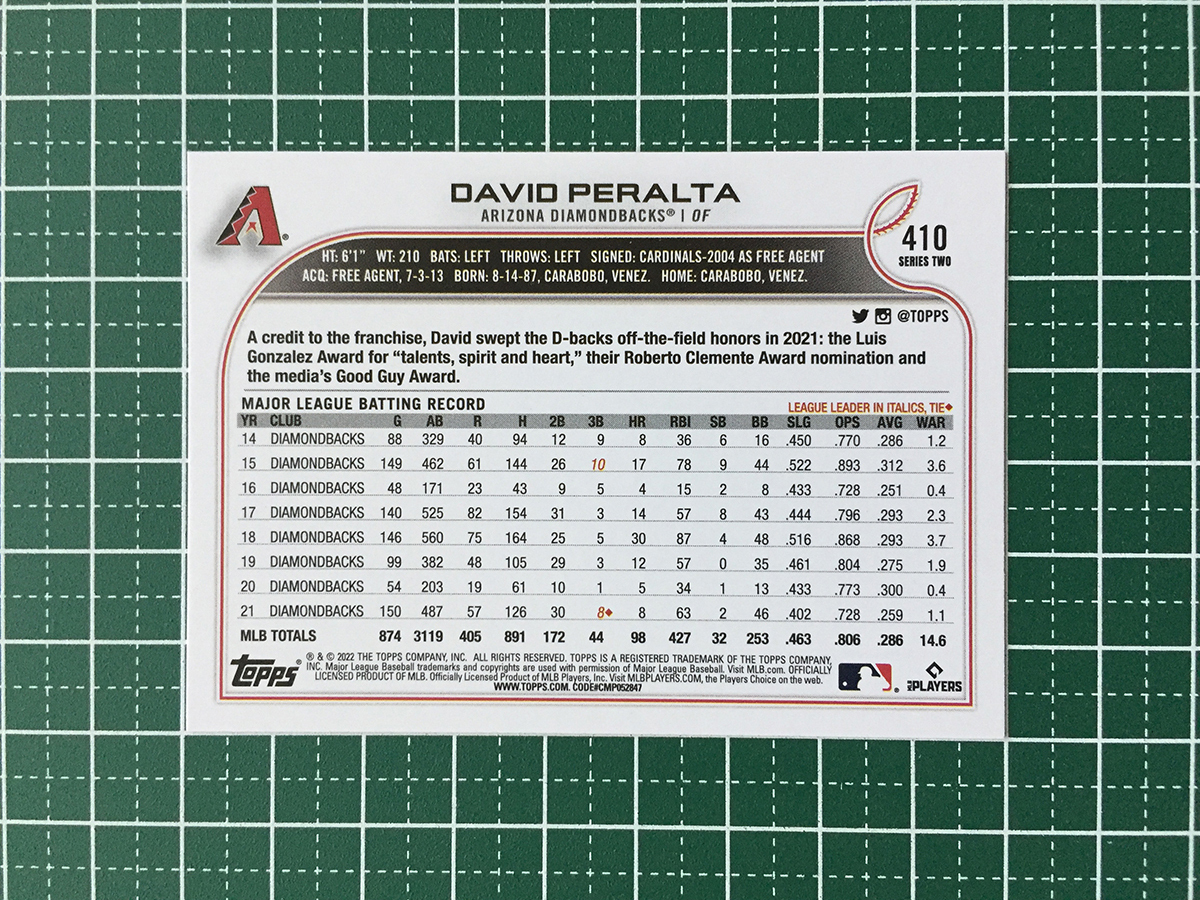 DAVID PERALTA
ARIZONA DIAMONDBACKS® | OF
A®
410
SERIES TWO
HT: 6'1" WT: 210 BATS: LEFT THROWS: LEFT SIGNED: CARDINALS-2004 AS FREE AGENT
ACQ: FREE AGENT, 7-3-13 BORN: 8-14-87, CARABOBO, VENEZ. HOME: CARABOBO, VENEZ.
@TOPPS
A credit to the franchise, David swept the D-backs off-the-field honors in 2021: the Luis
Gonzalez Award for “talents, spirit and heart,” their Roberto Clemente Award nomination and
the media's Good Guy Award.
MAJOR LEAGUE BATTING RECORD LEAGUE LEADER IN ITALICS, TIE◆
YR CLUB G AB R H 2B 3B HR RBI SB BB SLG OPS AVG WAR
14 DIAMONDBACKS 88 329 40 94 12 9 8 36 6 16 .450 .770 .286 1.2
15 DIAMONDBACKS 149 462 61 144 26 10 17 78 9 44 .522 .893 .312 3.6
16 DIAMONDBACKS 48 171 23 43 9 5 4 15 2 8 .433 .728 .251 0.4
17 DIAMONDBACKS 140 525 82 154 31 3 14 57 8 43 .444 .796 .293 2.3
18 DIAMONDBACKS 146 560 75 164 25 5 30 87 4 48 .516 .868 .293 3.7
19 DIAMONDBACKS 99 382 48 105 29 3 12 57 0 35 .461 .804 .275 1.9
20 DIAMONDBACKS 54 203 19 61 10 1 5 34 1 13 .433 .773 .300 0.4
21 DIAMONDBACKS 150 487 57 126 30 8◆ 8 63 2 46 .402 .728 .259 1.1
MLB TOTALS 874 3119 405 891 172 44 98 427 32 253 .463 .806 .286 14.6
topps®
® & © 2022 THE TOPPS COMPANY, INC. ALL RIGHTS RESERVED. TOPPS IS A REGISTERED TRADEMARK OF THE TOPPS COMPANY,
INC. Major League Baseball trademarks and copyrights are used with permission of Major League Baseball. Visit MLB.com. OFFICIALLY
LICENSED PRODUCT OF MLB. Officially Licensed Product of MLB Players, Inc. Visit MLBPLAYERS.COM, the Players Choice on the web.
WWW.TOPPS.COM. CODE#CMP052847
MLBPLAYERS